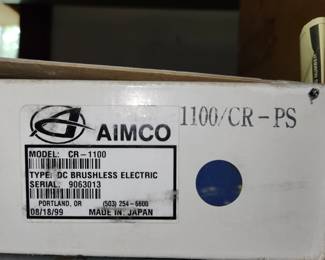 AIMCO
1100/CR-PS
MODEL: CR-1100
TYPE: DC BRUSHLESS ELECTRIC
SERIAL: 9063013
PORTLAND, OR (503) 254-6600
08/18/99 MADE IN JAPAN